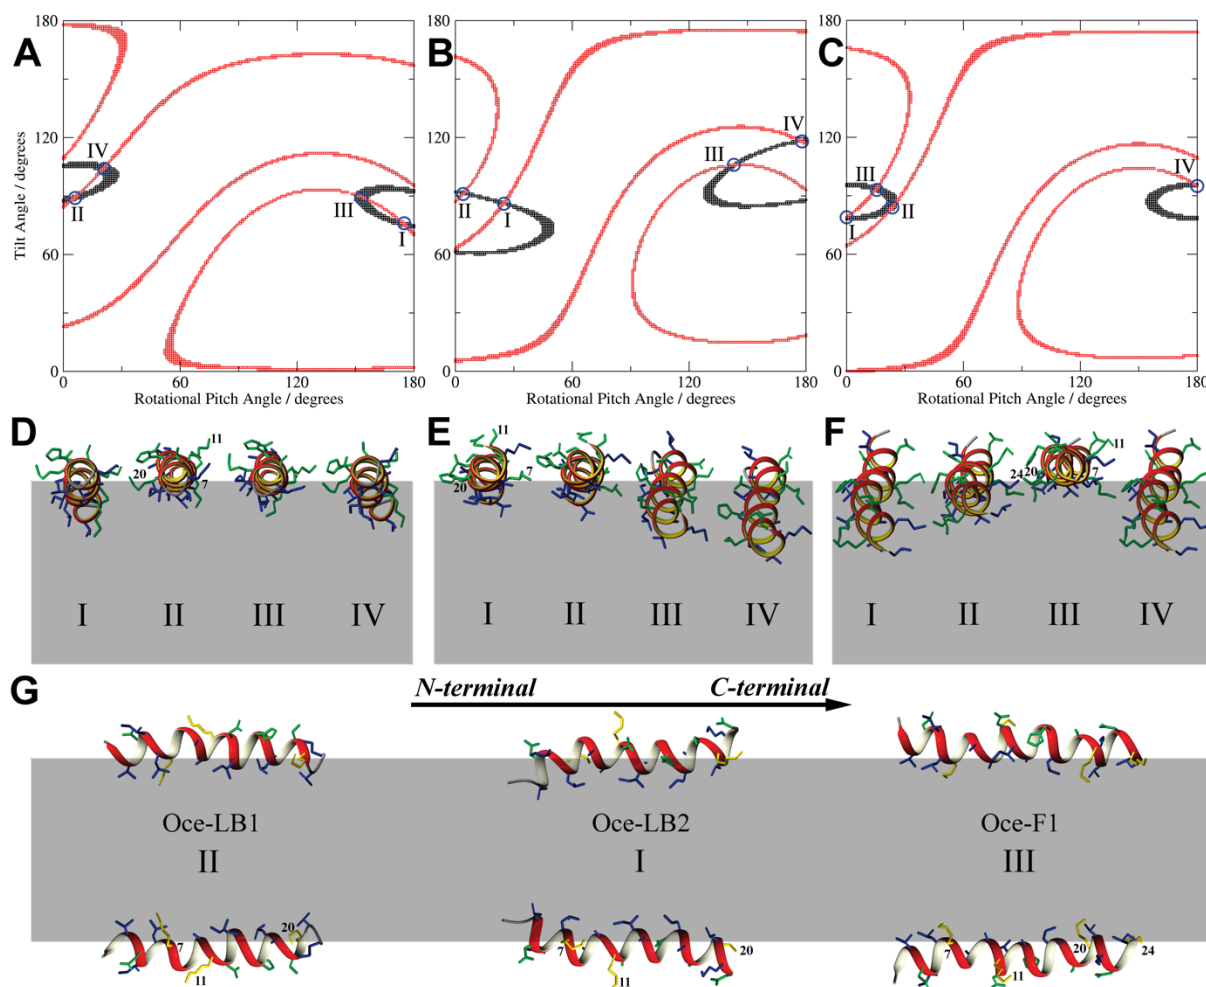 A
B
C
Tilt Angle / degrees
180
120
60
0
IV
II
III
I
0
60
120
180
Rotational Pitch Angle / degrees
180
120
60
0
II
I
III
IV
0
60
120
180
Rotational Pitch Angle / degrees
180
120
60
0
III
I
II
IV
0
60
120
180
Rotational Pitch Angle / degrees
D
11
20
7
I II III IV
E
11
7
20
I II III IV
F
11
20
24
7
I II III IV
G
N-terminal C-terminal
Oce-LB1 Oce-LB2 Oce-F1
II I III
7 20 11
7 20 11
7 20 24 11